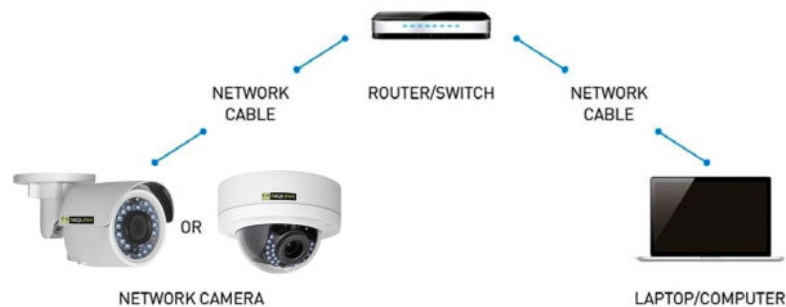 NETWORK
CABLE
ROUTER/SWITCH
NETWORK
CABLE
OR
NETWORK CAMERA
LAPTOP/COMPUTER